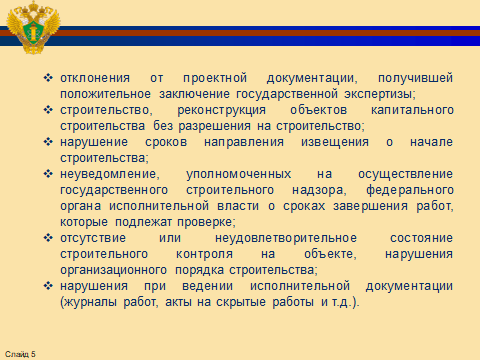 ❖ отклонения от проектной документации, получившей
положительное заключение государственной экспертизы;
❖ строительство, реконструкция объектов капитального
строительства без разрешения на строительство;
❖ нарушение сроков направления извещения о начале
строительства;
❖ неуведомление, уполномоченных на осуществление
государственного строительного надзора, федерального
органа исполнительной власти о сроках завершения работ,
которые подлежат проверке;
❖ отсутствие или неудовлетворительное состояние
строительного контроля на объекте, нарушения
организационного порядка строительства;
❖ нарушения при ведении исполнительной документации
(журналы работ, акты на скрытые работы и т.д.).
Слайд 5